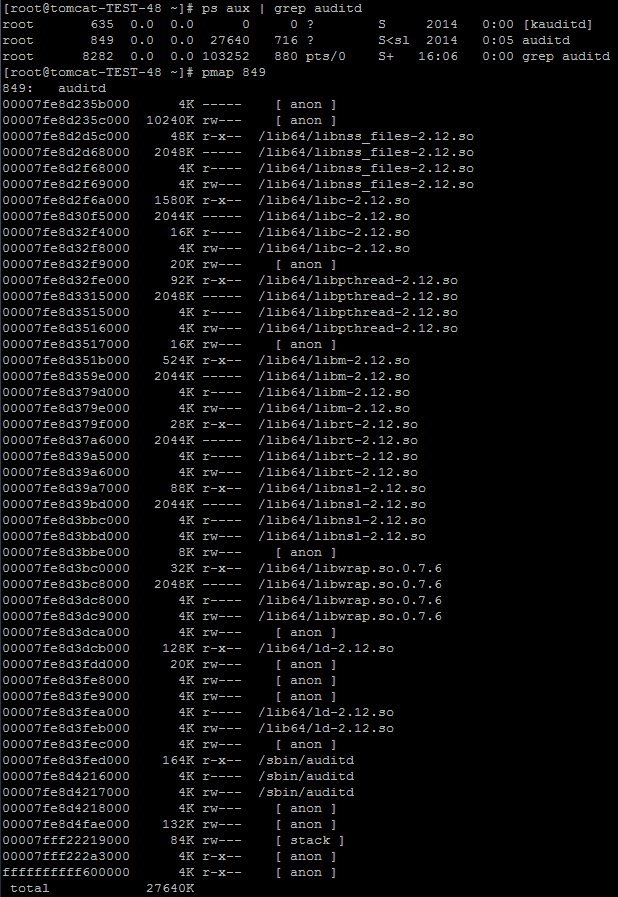 [root@tomcat-TEST-48 ~]# ps aux | grep auditd
root       635  0.0  0.0      0     0 ?        S     2014   0:00 [kauditd]
root       849  0.0  0.0  27640   716 ?        S<sl  2014   0:05 auditd
root      8282  0.0  0.0 103252   880 pts/0    S+   16:06   0:00 grep auditd
[root@tomcat-TEST-48 ~]# pmap 849
849:   auditd
00007fe8d235b000      4K -----    [ anon ]
00007fe8d235c000  10240K rw---    [ anon ]
00007fe8d2d5c000     48K r-x--  /lib64/libnss_files-2.12.so
00007fe8d2d68000   2048K -----  /lib64/libnss_files-2.12.so
00007fe8d2f68000      4K r----  /lib64/libnss_files-2.12.so
00007fe8d2f69000      4K rw---  /lib64/libnss_files-2.12.so
00007fe8d2f6a000   1580K r-x--  /lib64/libc-2.12.so
00007fe8d30f5000   2044K -----  /lib64/libc-2.12.so
00007fe8d32f4000     16K r----  /lib64/libc-2.12.so
00007fe8d32f8000      4K rw---  /lib64/libc-2.12.so
00007fe8d32f9000     20K rw---    [ anon ]
00007fe8d32fe000     92K r-x--  /lib64/libpthread-2.12.so
00007fe8d3315000   2048K -----  /lib64/libpthread-2.12.so
00007fe8d3515000      4K r----  /lib64/libpthread-2.12.so
00007fe8d3516000      4K rw---  /lib64/libpthread-2.12.so
00007fe8d3517000     16K rw---    [ anon ]
00007fe8d351b000    524K r-x--  /lib64/libm-2.12.so
00007fe8d359e000   2044K -----  /lib64/libm-2.12.so
00007fe8d379d000      4K r----  /lib64/libm-2.12.so
00007fe8d379e000      4K rw---  /lib64/libm-2.12.so
00007fe8d379f000     28K r-x--  /lib64/librt-2.12.so
00007fe8d37a6000   2044K -----  /lib64/librt-2.12.so
00007fe8d39a5000      4K r----  /lib64/librt-2.12.so
00007fe8d39a6000      4K rw---  /lib64/librt-2.12.so
00007fe8d39a7000     88K r-x--  /lib64/libnsl-2.12.so
00007fe8d39bd000   2044K -----  /lib64/libnsl-2.12.so
00007fe8d3bbc000      4K r----  /lib64/libnsl-2.12.so
00007fe8d3bbd000      4K rw---  /lib64/libnsl-2.12.so
00007fe8d3bbe000      8K rw---    [ anon ]
00007fe8d3bc0000     32K r-x--  /lib64/libwrap.so.0.7.6
00007fe8d3bc8000   2048K -----  /lib64/libwrap.so.0.7.6
00007fe8d3dc8000      4K r----  /lib64/libwrap.so.0.7.6
00007fe8d3dc9000      4K rw---  /lib64/libwrap.so.0.7.6
00007fe8d3dca000      4K rw---    [ anon ]
00007fe8d3dcb000    128K r-x--  /lib64/ld-2.12.so
00007fe8d3fdd000     20K rw---    [ anon ]
00007fe8d3fe8000      4K rw---    [ anon ]
00007fe8d3fe9000      4K rw---    [ anon ]
00007fe8d3fea000      4K r----  /lib64/ld-2.12.so
00007fe8d3feb000      4K rw---  /lib64/ld-2.12.so
00007fe8d3fec000      4K rw---    [ anon ]
00007fe8d3fed000    164K r-x--  /sbin/auditd
00007fe8d4216000      4K r----  /sbin/auditd
00007fe8d4217000      4K rw---  /sbin/auditd
00007fe8d4218000      4K rw---    [ anon ]
00007fe8d4fae000    132K rw---    [ anon ]
00007fff22219000     84K rw---    [ stack ]
00007fff222a3000      4K r-x--    [ anon ]
ffffffffff600000      4K r-x--    [ anon ]
 total            27640K